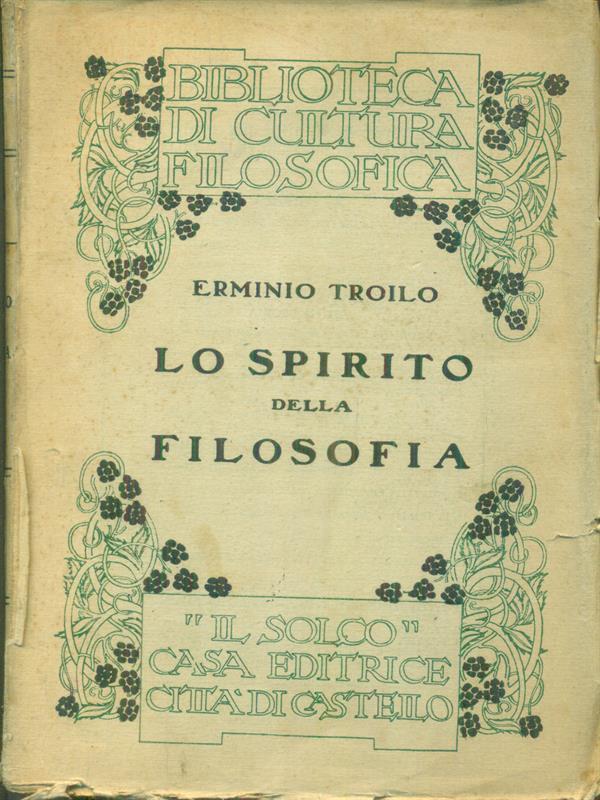 BIBLIOTECA
DI CULTURA
FILOSOFICA
ERMINIO TROILO
LO SPIRITO
DELLA
FILOSOFIA
"IL SOLCO"
CASA EDITRICE
CITTÀ DI CASTELLO